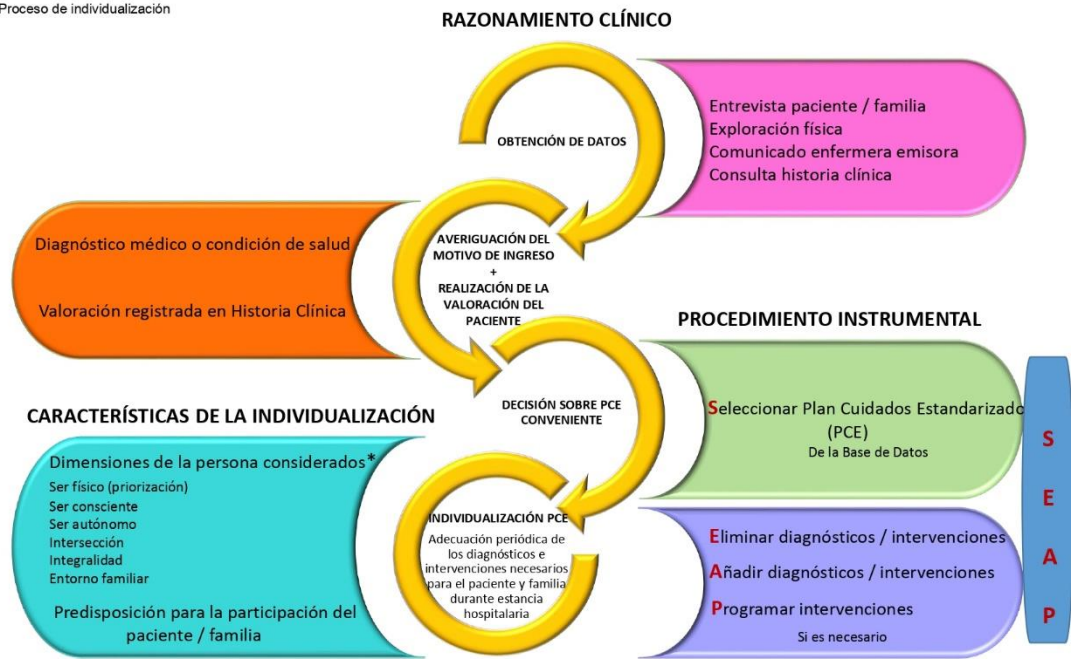 Proceso de individualización
RAZONAMIENTO CLÍNICO
OBTENCIÓN DE DATOS
Entrevista paciente / familia
Exploración física
Comunicado enfermera emisora
Consulta historia clínica
Diagnóstico médico o condición de salud
Valoración registrada en Historia Clínica
AVERIGUACIÓN DEL
MOTIVO DE INGRESO
+
REALIZACIÓN DE LA
VALORACIÓN DEL
PACIENTE
PROCEDIMIENTO INSTRUMENTAL
DECISIÓN SOBRE PCE
CONVENIENTE
Seleccionar Plan Cuidados Estandarizado
(PCE)
De la Base de Datos
CARACTERÍSTICAS DE LA INDIVIDUALIZACIÓN
Dimensiones de la persona considerados*
Ser físico (priorización)
Ser consciente
Ser autónomo
Intersección
Integralidad
Entorno familiar
Predisposición para la participación del
paciente / familia
INDIVIDUALIZACIÓN PCE
Adecuación periódica de
los diagnósticos e
intervenciones necesarios
para el paciente y familia
durante estancia
hospitalaria
Eliminar diagnósticos / intervenciones
Añadir diagnósticos / intervenciones
Programar intervenciones
Si es necesario
S
E
A
P